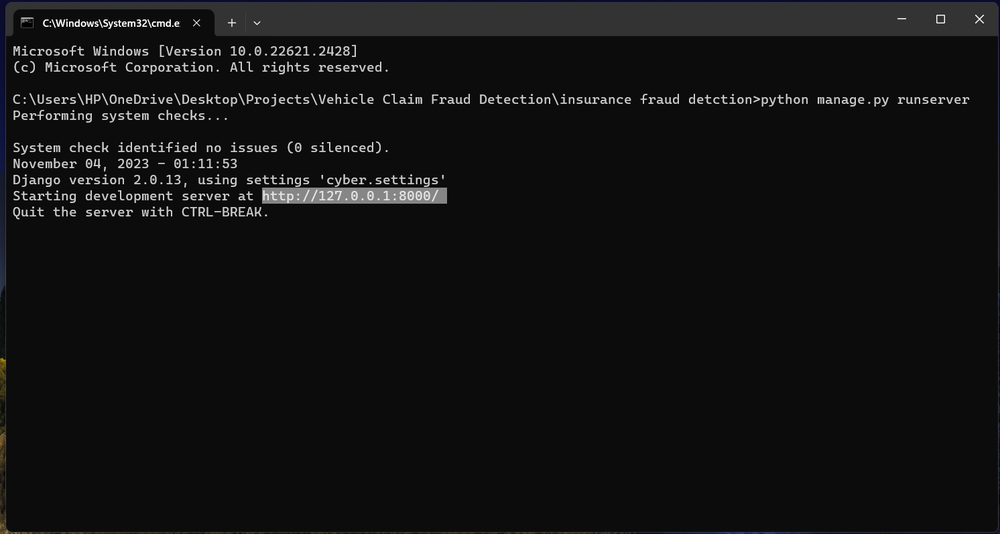 C:\Windows\System32\cmd.e
Microsoft Windows [Version 10.0.22621.2428]
(c) Microsoft Corporation. All rights reserved.
C:\Users\HP\OneDrive\Desktop\Projects\Vehicle Claim Fraud Detection\insurance fraud detction>python manage.py runserver
Performing system checks...
System check identified no issues (0 silenced).
November 04, 2023 - 01:11:53
Django version 2.0.13, using settings 'cyber.settings'
Starting development server at http://127.0.0.1:8000/
Quit the server with CTRL-BREAK.